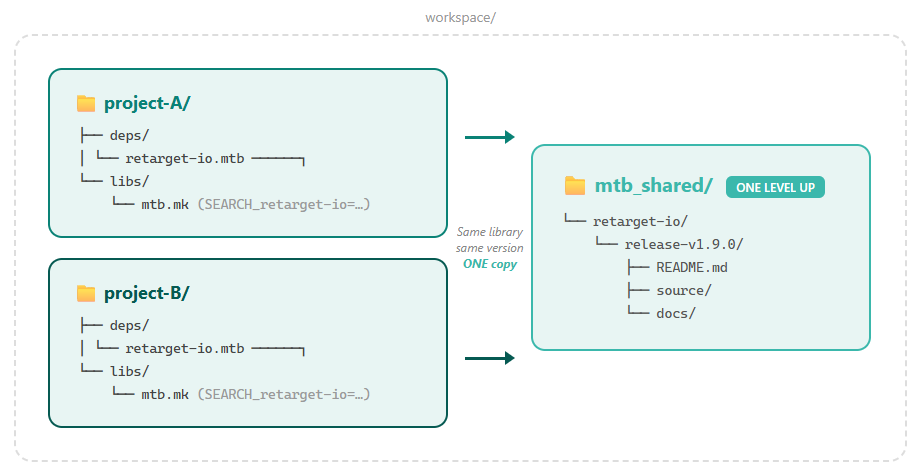 workspace/
project-A/
├── deps/
│ └── retarget-io.mtb ──────┐
└── libs/
    └── mtb.mk (SEARCH_retarget-io=…)
project-B/
├── deps/
│ └── retarget-io.mtb ──────┐
└── libs/
    └── mtb.mk (SEARCH_retarget-io=…)
Same library
same version
ONE copy
mtb_shared/ ONE LEVEL UP
└── retarget-io/
    └── release-v1.9.0/
        ├── README.md
        ├── source/
        └── docs/